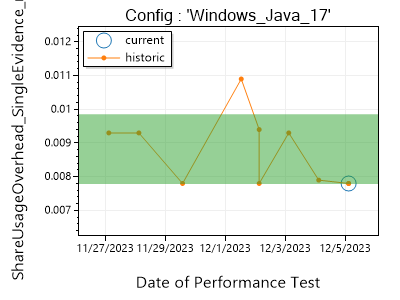 Config : 'Windows_Java_17'
ShareUsageOverhead_SingleEvidence_
current
historic
0.012
0.011
0.01
0.009
0.008
0.007
11/27/2023
11/29/2023
12/1/2023
12/3/2023
12/5/2023
Date of Performance Test